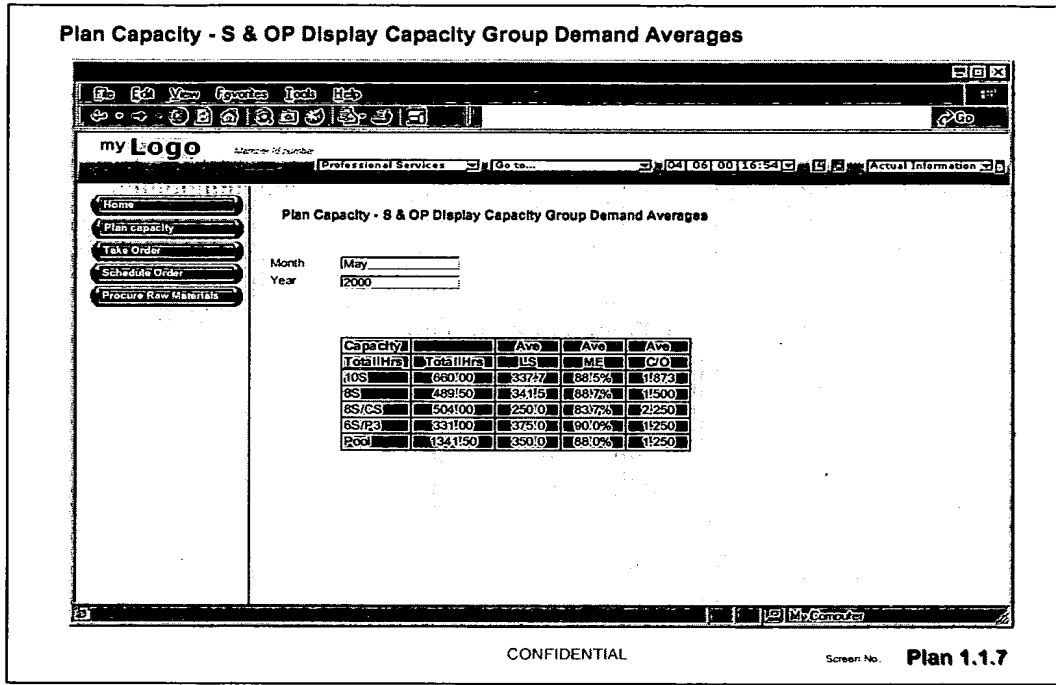 Plan Capacity - S & OP Display Capacity Group Demand Averages
File Edit View Favorites Tools Help
Go
my Logo Member id number
Professional Services Go to... 04 06 00 16:54 Actual Information
Home
Plan capacity
Take Order
Schedule Order
Procure Raw Materials
Plan Capacity - S & OP Display Capacity Group Demand Averages
Month May
Year 2000
Capacity Ave Ave Ave
Total Hrs Total Hrs LS ME C/O
10S 660.00 337.7 88.5% 1.873
8S 489.50 341.5 88.7% 1.500
8S/CS 504.00 250.0 83.7% 2.250
6S/P3 331.00 375.0 90.0% 1.250
Pool 1341.50 350.0 88.0% 1.250
My Computer
CONFIDENTIAL
Screen No. Plan 1.1.7